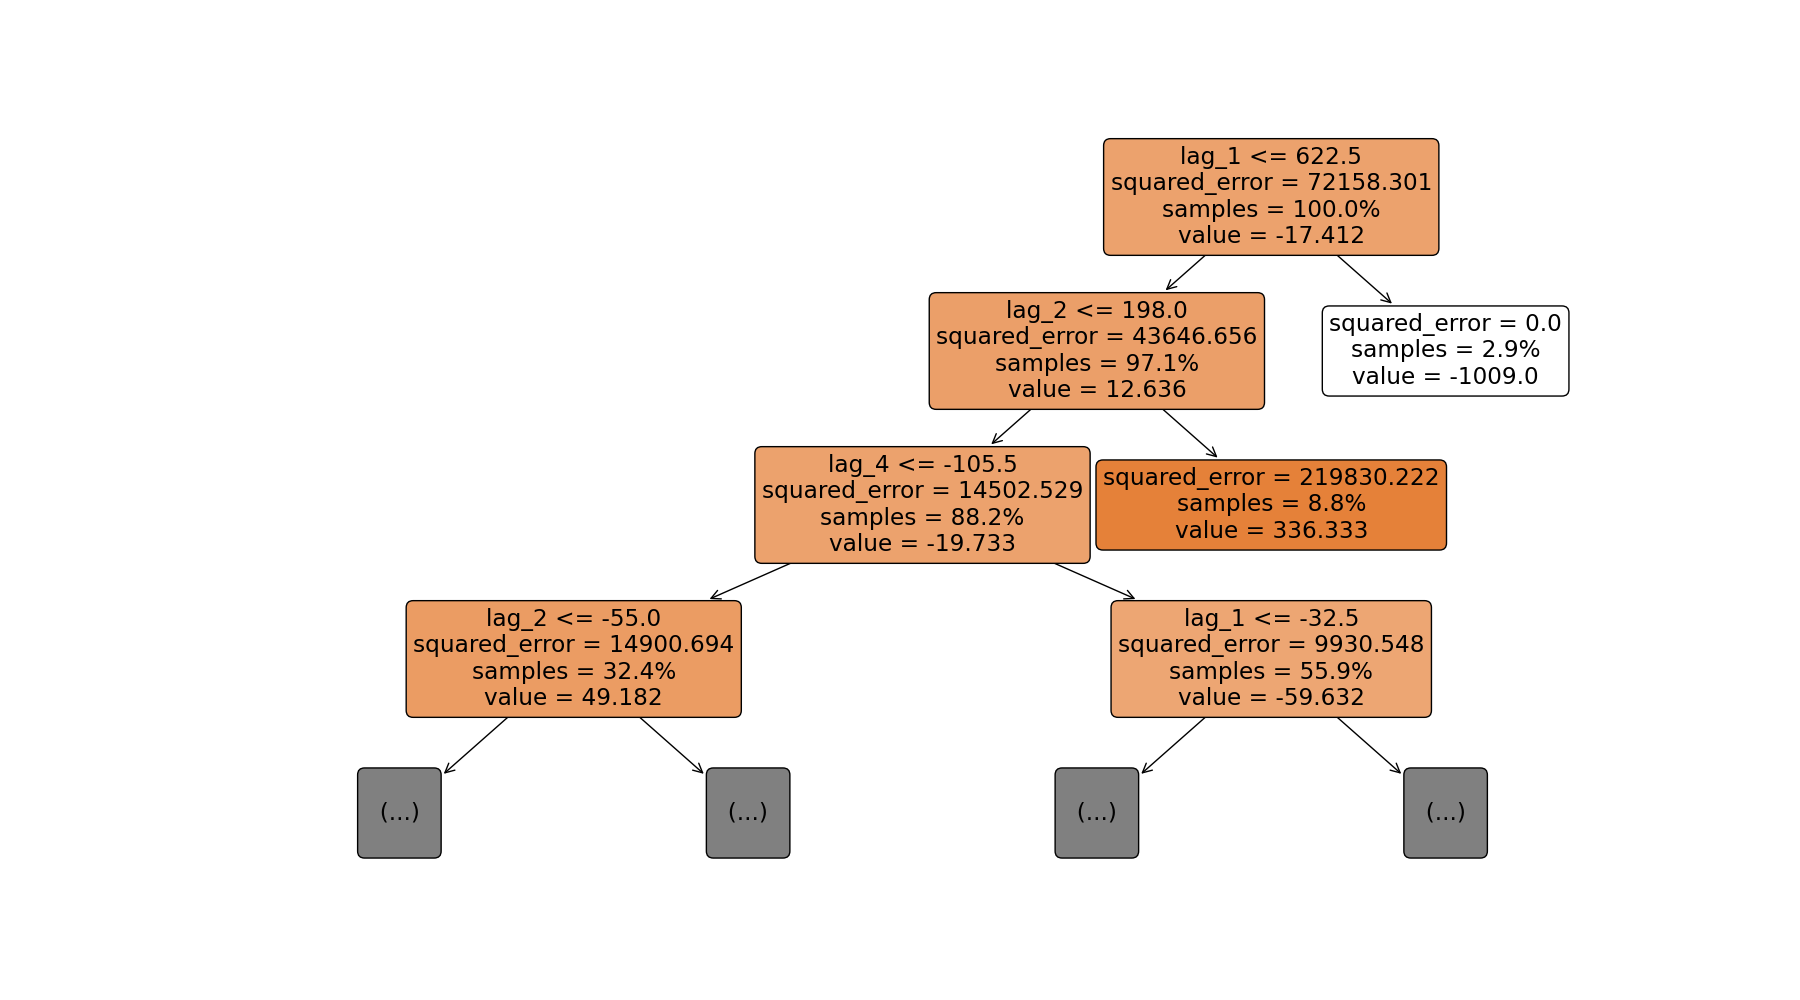 lag_1 <= 622.5
squared_error = 72158.301
samples = 100.0%
value = -17.412
lag_2 <= 198.0
squared_error = 43646.656
samples = 97.1%
value = 12.636
squared_error = 0.0
samples = 2.9%
value = -1009.0
lag_4 <= -105.5
squared_error = 14502.529
samples = 88.2%
value = -19.733
squared_error = 219830.222
samples = 8.8%
value = 336.333
lag_2 <= -55.0
squared_error = 14900.694
samples = 32.4%
value = 49.182
lag_1 <= -32.5
squared_error = 9930.548
samples = 55.9%
value = -59.632
(...)
(...)
(...)
(...)